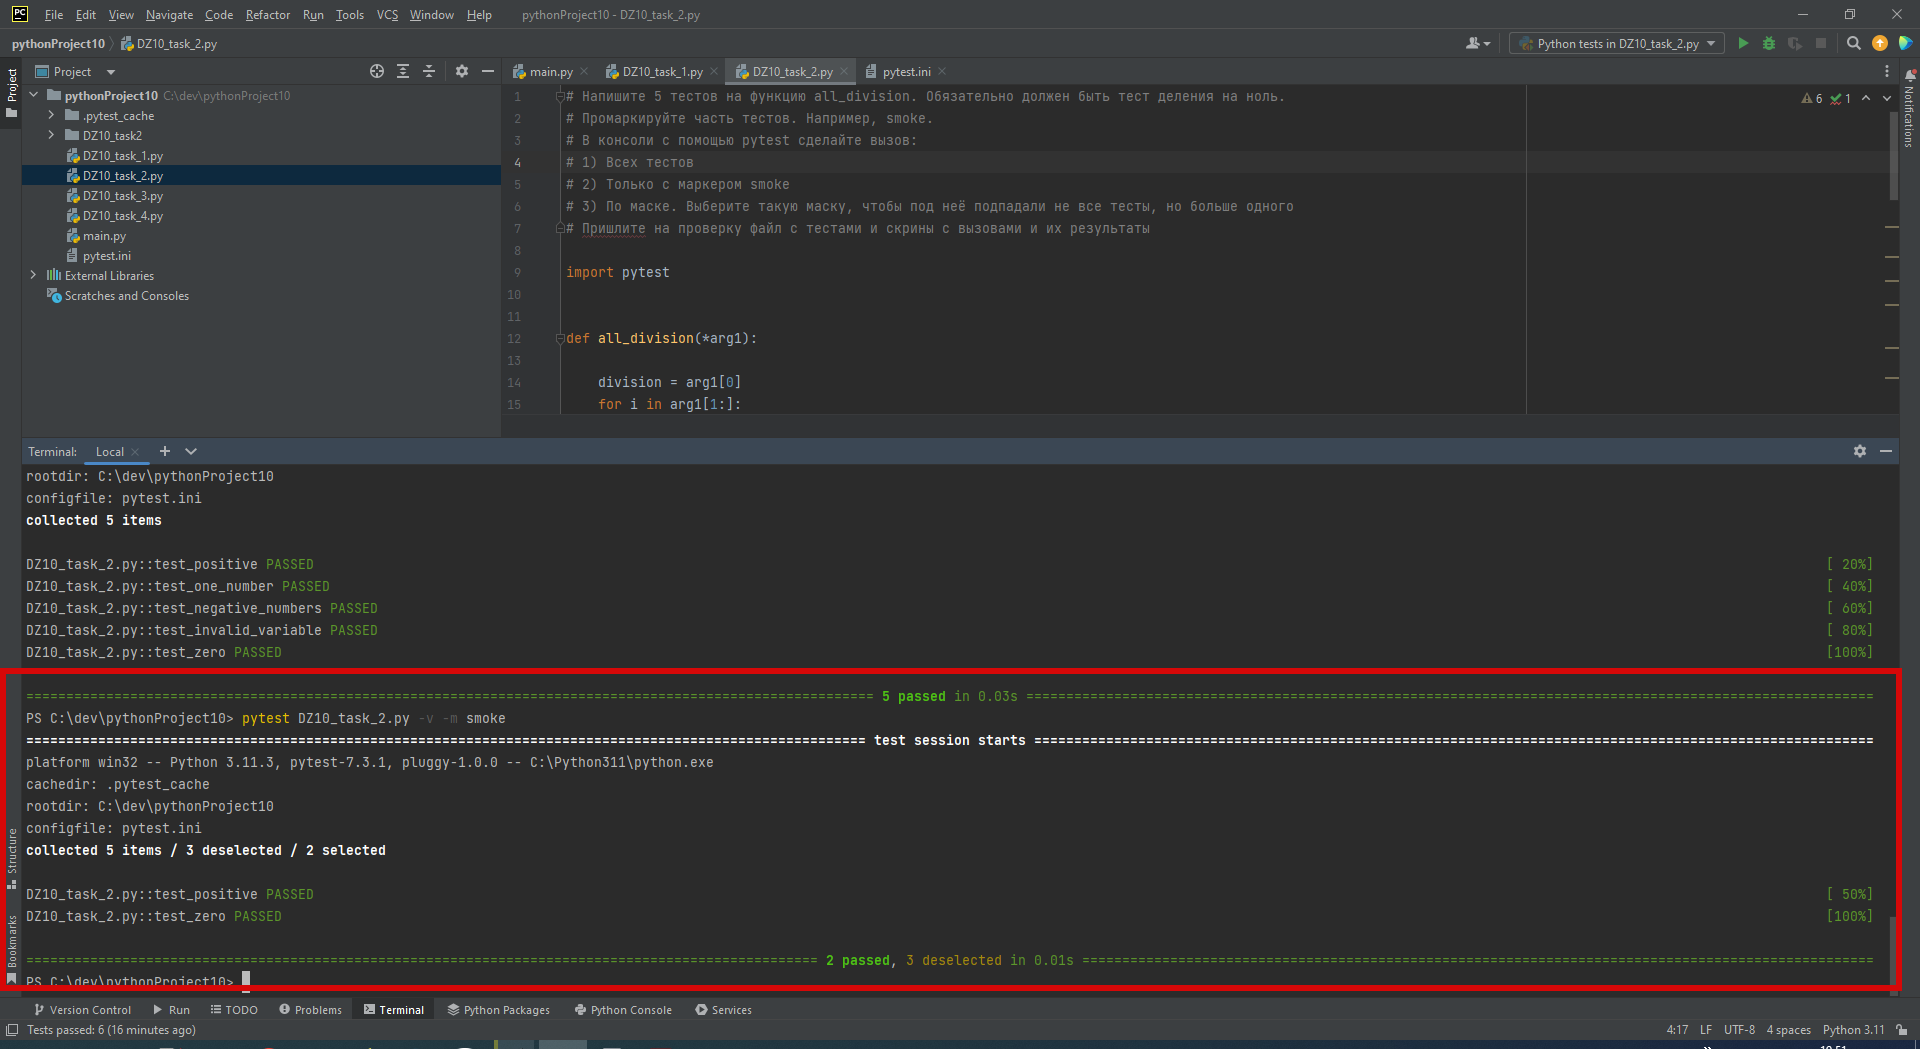 PC File Edit View Navigate Code Refactor Run Tools VCS Window Help pythonProject10 - DZ10_task_2.py
pythonProject10 DZ10_task_2.py Python tests in DZ10_task_2.py
Project main.py DZ10_task_1.py DZ10_task_2.py pytest.ini
Project
Notifications
pythonProject10 C:\dev\pythonProject10
.pytest_cache
DZ10_task2
DZ10_task_1.py
DZ10_task_2.py
DZ10_task_3.py
DZ10_task_4.py
main.py
pytest.ini
External Libraries
Scratches and Consoles
6 1
1 # Напишите 5 тестов на функцию all_division. Обязательно должен быть тест деления на ноль.
2 # Промаркируйте часть тестов. Например, smoke.
3 # В консоли с помощью pytest сделайте вызов:
4 # 1) Всех тестов
5 # 2) Только с маркером smoke
6 # 3) По маске. Выберите такую маску, чтобы под неё подпадали не все тесты, но больше одного
7 # Пришлите на проверку файл с тестами и скрины с вызовами и их результаты
8
9 import pytest
10
11
12 def all_division(*arg1):
13
14 division = arg1[0]
15 for i in arg1[1:]:
Terminal: Local
rootdir: C:\dev\pythonProject10
configfile: pytest.ini
collected 5 items
DZ10_task_2.py::test_positive PASSED [ 20%]
DZ10_task_2.py::test_one_number PASSED [ 40%]
DZ10_task_2.py::test_negative_numbers PASSED [ 60%]
DZ10_task_2.py::test_invalid_variable PASSED [ 80%]
DZ10_task_2.py::test_zero PASSED [100%]
5 passed in 0.03s
PS C:\dev\pythonProject10> pytest DZ10_task_2.py -v -m smoke
test session starts
platform win32 -- Python 3.11.3, pytest-7.3.1, pluggy-1.0.0 -- C:\Python311\python.exe
cachedir: .pytest_cache
rootdir: C:\dev\pythonProject10
configfile: pytest.ini
collected 5 items / 3 deselected / 2 selected
DZ10_task_2.py::test_positive PASSED [ 50%]
DZ10_task_2.py::test_zero PASSED [100%]
2 passed, 3 deselected in 0.01s
PS C:\dev\pythonProject10>
Structure
Bookmarks
Version Control Run TODO Problems Terminal Python Packages Python Console Services
Tests passed: 6 (16 minutes ago) 4:17 LF UTF-8 4 spaces Python 3.11